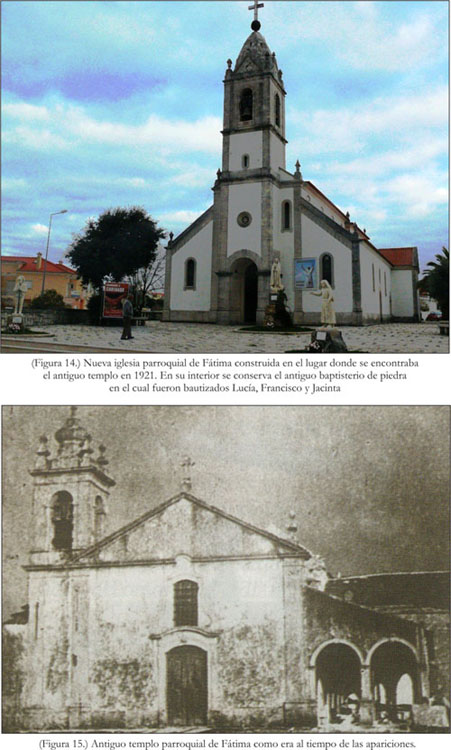 (Figura 14.) Nueva iglesia parroquial de Fátima construida en el lugar donde se encontraba
el antiguo templo en 1921. En su interior se conserva el antiguo baptisterio de piedra
en el cual fueron bautizados Lucía, Francisco y Jacinta
(Figura 15.) Antiguo templo parroquial de Fátima como era al tiempo de las apariciones.